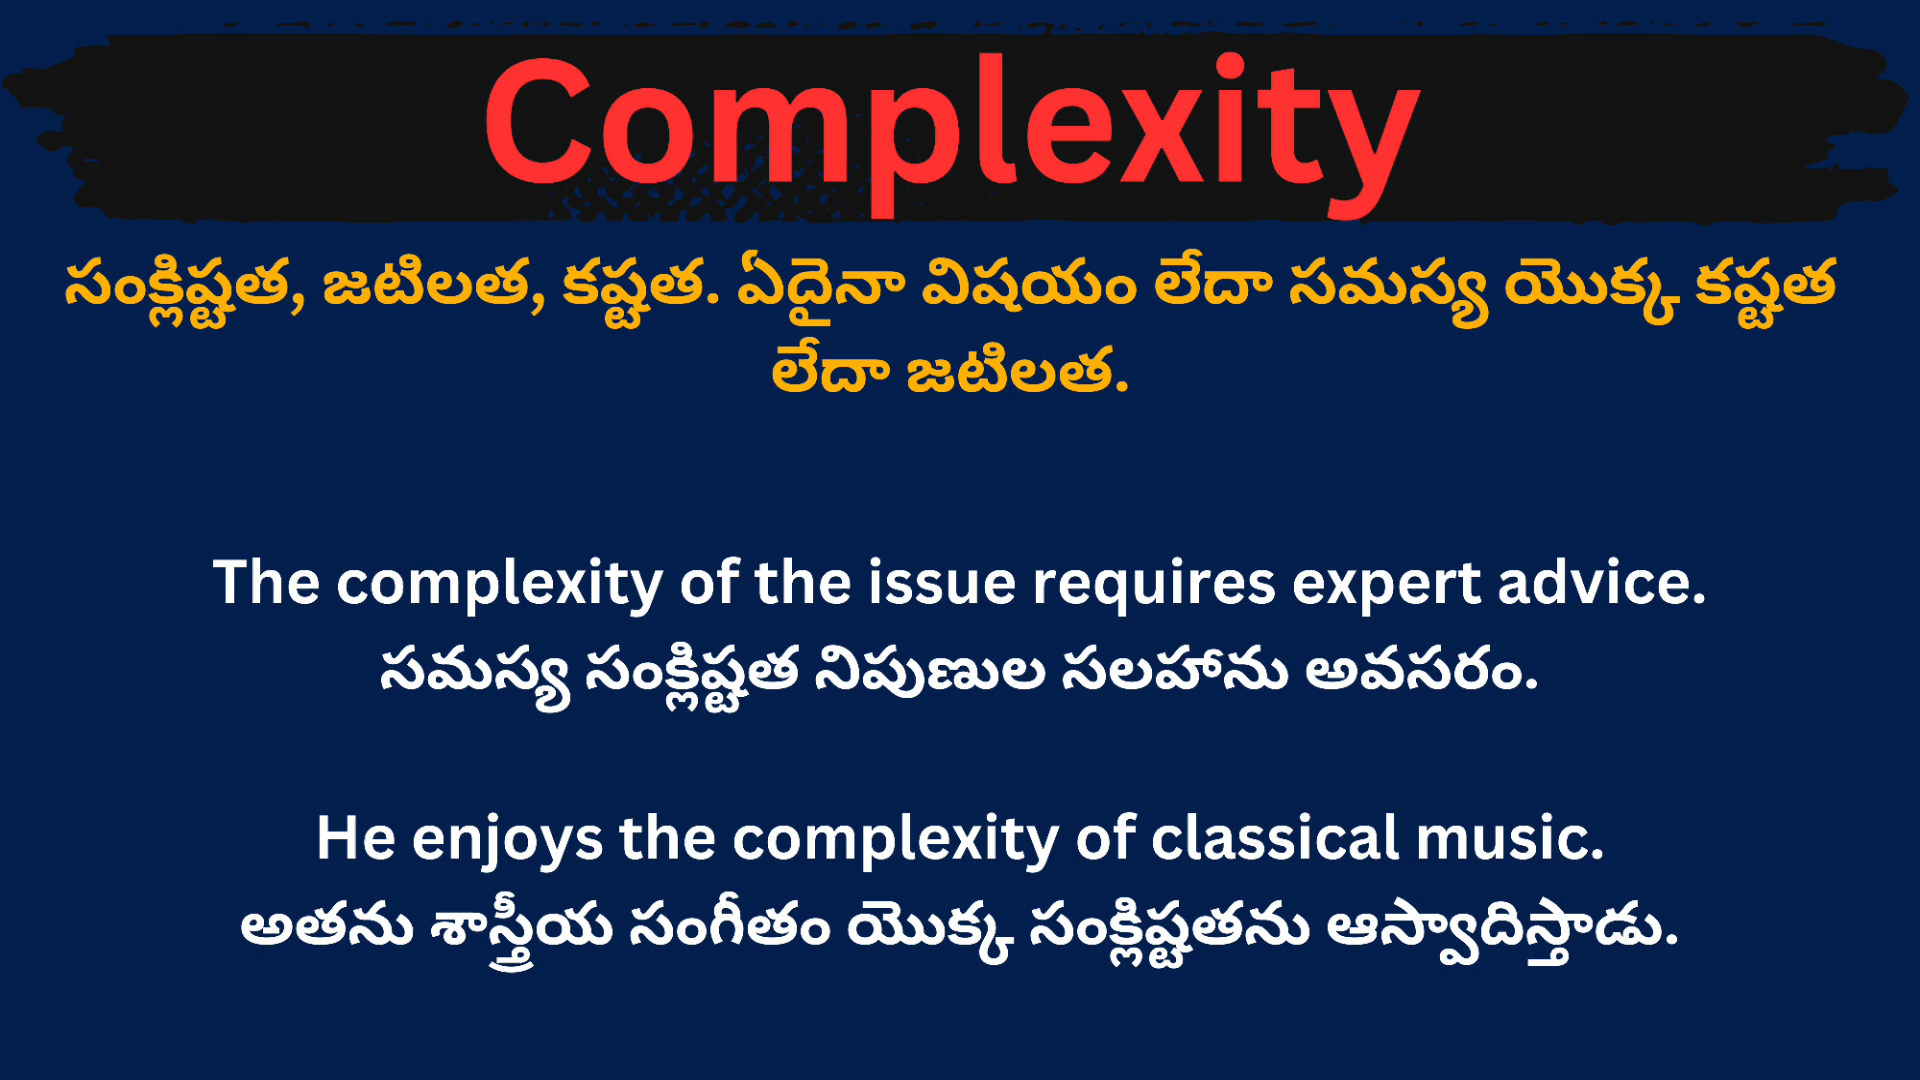 Complexity
సంక్లిష్టత, జటిలత, కష్టత. ఏదైనా విషయం లేదా సమస్య యొక్క కష్టత
లేదా జటిలత.
The complexity of the issue requires expert advice.
సమస్య సంక్లిష్టత నిపుణుల సలహాను అవసరం.
He enjoys the complexity of classical music.
అతను శాస్త్రీయ సంగీతం యొక్క సంక్లిష్టతను ఆస్వాదిస్తాడు.